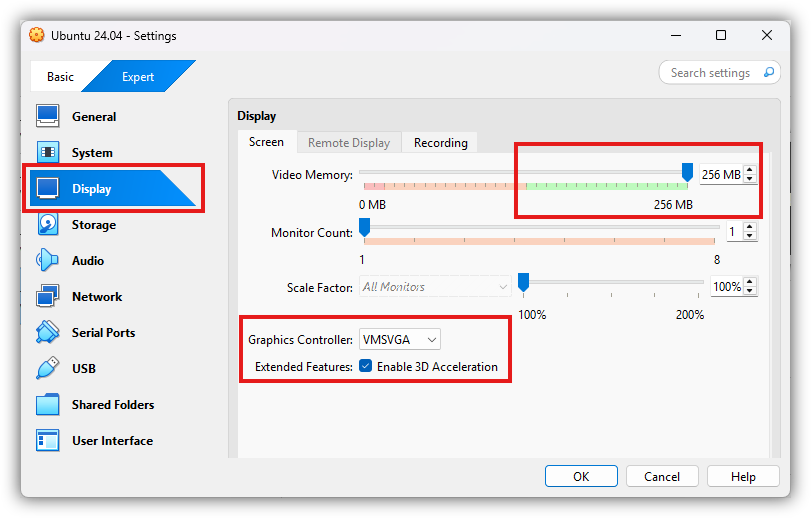 Ubuntu 24.04 - Settings
Basic
Expert
Search settings
General
System
Display
Storage
Audio
Network
Serial Ports
USB
Shared Folders
User Interface
Display
Screen
Remote Display
Recording
Video Memory:
256 MB
0 MB
256 MB
Monitor Count:
1
1
8
Scale Factor:
All Monitors
100%
100%
200%
Graphics Controller:
VMSVGA
Extended Features:
Enable 3D Acceleration
OK
Cancel
Help